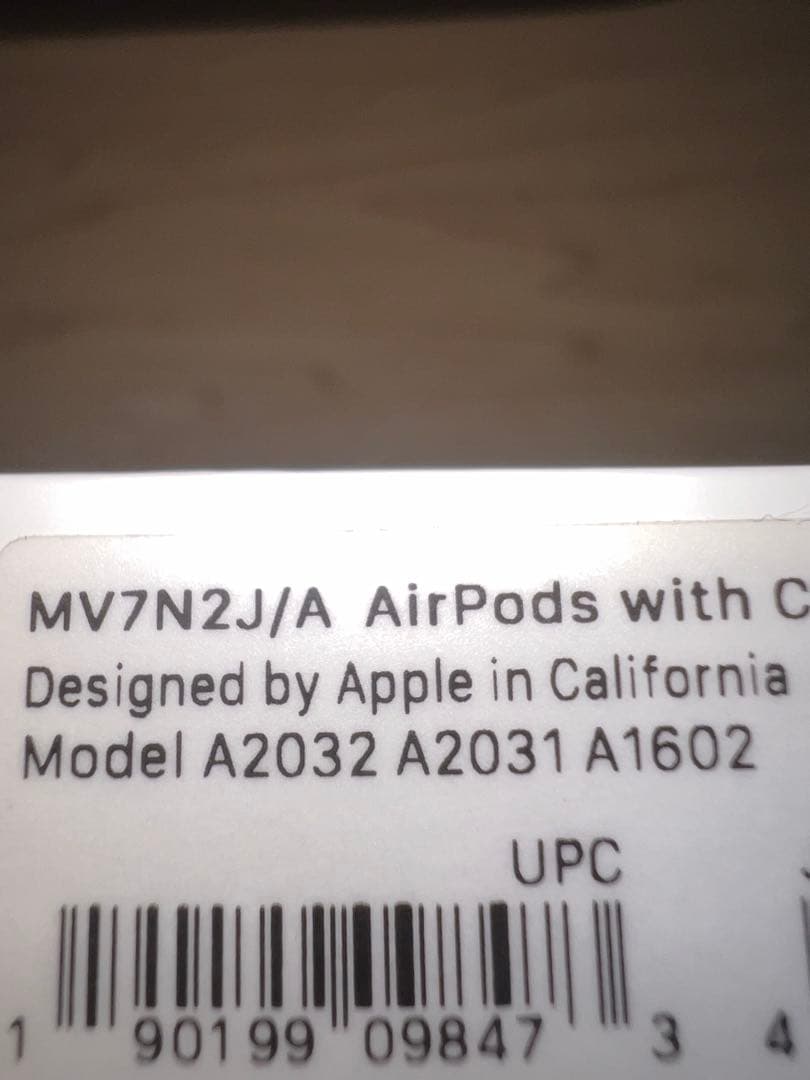 MV7N2J/A AirPods with C
Designed by Apple in California
Model A2032 A2031 A1602
UPC
1 90199 09847 3 4